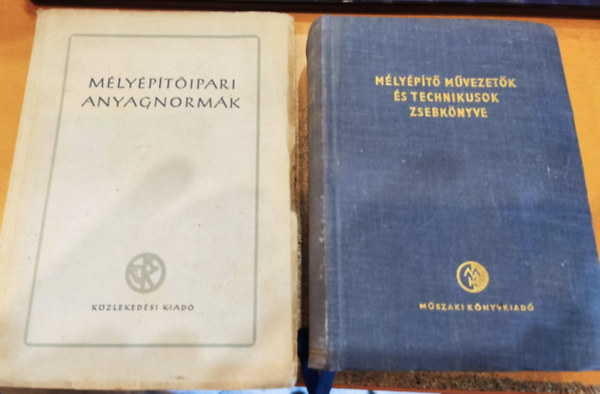 MÉLYÉPÍTŐIPARI
ANYAGNORMÁK
KÖZLEKEDÉSI KIADÓ
MÉLYÉPÍTŐ MŰVEZETŐK
ÉS TECHNIKUSOK
ZSEBKÖNYVE
MŰSZAKI KÖNYVKIADÓ